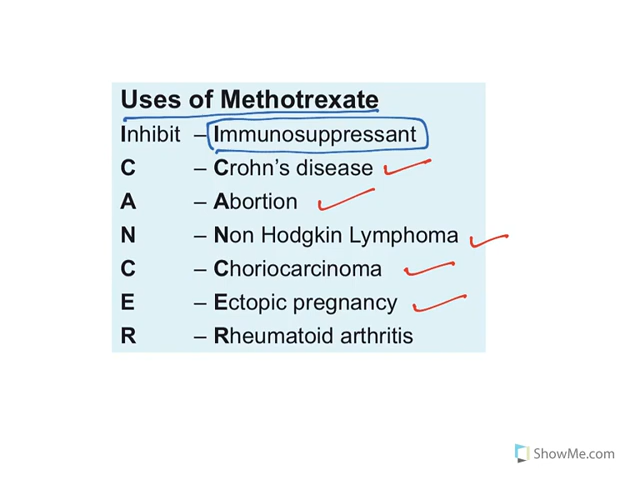 Uses of Methotrexate
Inhibit – Immunosuppressant
C – Crohn's disease
A – Abortion
N – Non Hodgkin Lymphoma
C – Choriocarcinoma
E – Ectopic pregnancy
R – Rheumatoid arthritis
ShowMe.com